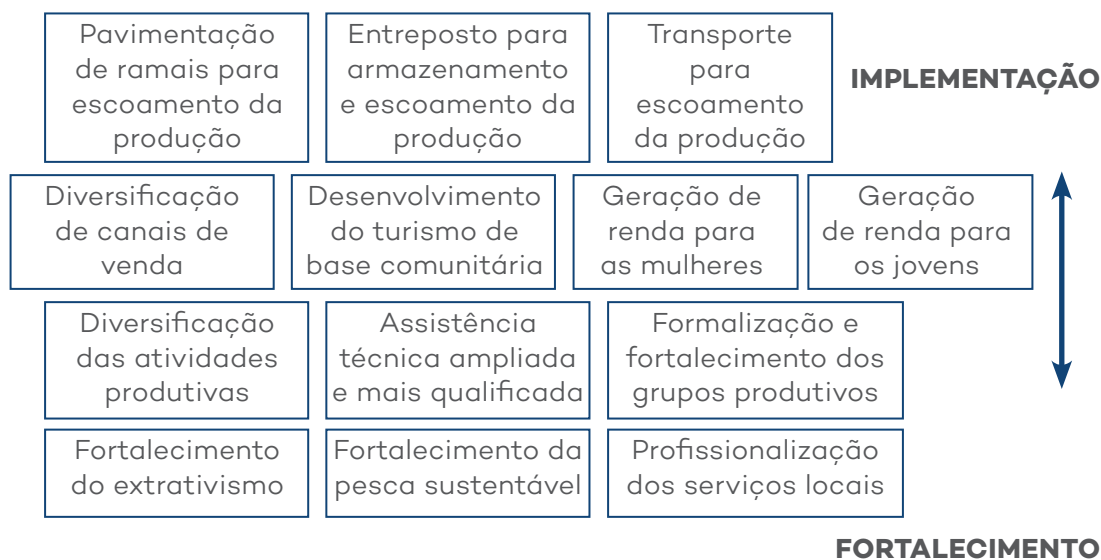 Pavimentação
de ramais para
escoamento da
produção
Entreposto para
armazenamento
e escoamento da
produção
Transporte
para
escoamento
da produção
IMPLEMENTAÇÃO
Diversificação
de canais de
venda
Desenvolvimento
do turismo de
base comunitária
Geração de
renda para
as mulheres
Geração
de renda para
os jovens
Diversificação
das atividades
produtivas
Assistência
técnica ampliada
e mais qualificada
Formalização e
fortalecimento dos
grupos produtivos
Fortalecimento
do extrativismo
Fortalecimento da
pesca sustentável
Profissionalização
dos serviços locais
FORTALECIMENTO